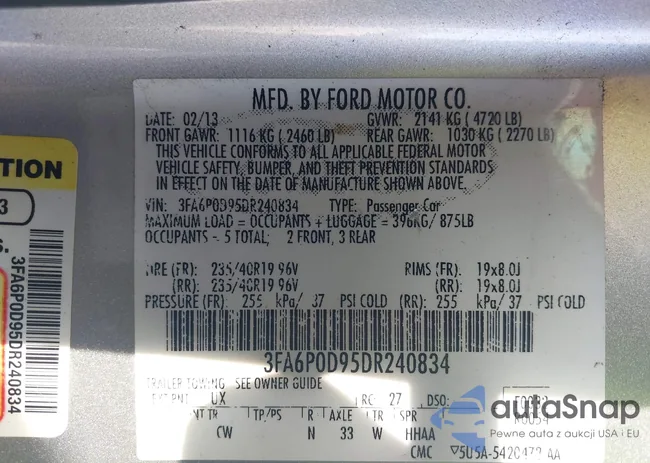 MFD. BY FORD MOTOR CO.
DATE: 02/13 GVWR: 2141 KG ( 4720 LB)
FRONT GAWR: 1116 KG ( 2460 LB) REAR GAWR: 1030 KG ( 2270 LB)
THIS VEHICLE CONFORMS TO ALL APPLICABLE FEDERAL MOTOR
VEHICLE SAFETY, BUMPER, AND THEFT PREVENTION STANDARDS
IN EFFECT ON THE DATE OF MANUFACTURE SHOWN ABOVE.
VIN: 3FA6P0D95DR240834 TYPE: Passenger Car
MAXIMUM LOAD = OCCUPANTS + LUGGAGE = 396KG/ 875LB
OCCUPANTS - 5 TOTAL; 2 FRONT, 3 REAR
TIRE (FR): 235/40R19 96V RIMS (FR): 19x8.0J
(RR): 235/40R19 96V (RR): 19x8.0J
PRESSURE (FR): 255 kPa/ 37 PSI COLD (RR): 255 kPa/ 37 PSI COLD
3FA6P0D95DR240834
TRAILER TOWING - SEE OWNER GUIDE
EXT PNT: UX RC: 27 DSO:
INT TR TP/PS R AXLE TR SPR
CW N 33 W HHAA
CMC
TION
3
S.
3FA6P0D95DR240834
autoSnap
Pewne auta z aukcji USA i EU